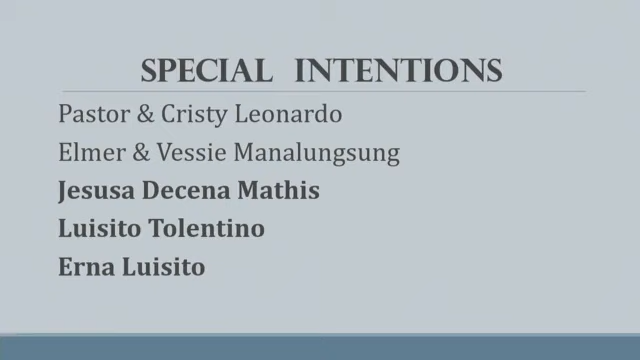 SPECIAL INTENTIONS
Pastor & Cristy Leonardo
Elmer & Vessie Manalungsung
Jesusa Decena Mathis
Luisito Tolentino
Erna Luisito